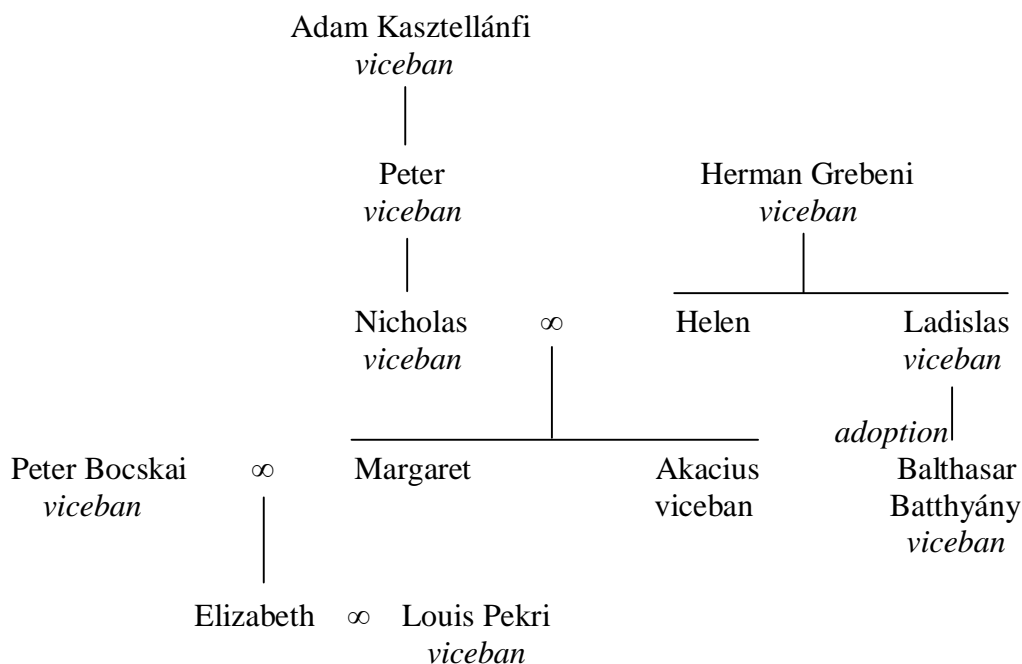 Adam Kasztellánfi
viceban
Peter
viceban
Herman Grebeni
viceban
Nicholas ∞ Helen Ladislas
viceban viceban
adoption
Peter Bocskai ∞ Margaret Akacius Balthasar
viceban viceban Batthyány
viceban
Elizabeth ∞ Louis Pekri
viceban